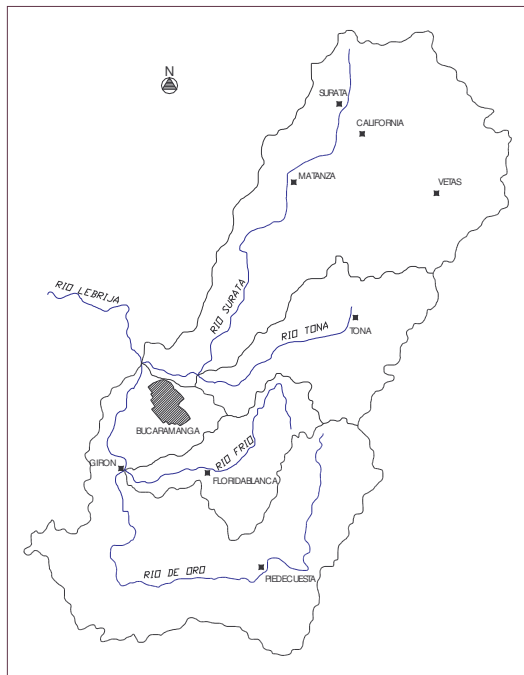 N
SURATA
CALIFORNIA
MATANZA
VETAS
RIO LEBRIJA
RIO SURATA
RIO TONA
TONA
BUCARAMANGA
GIRON
RIO FRIO
FLORIDABLANCA
RIO DE ORO
PIEDECUESTA